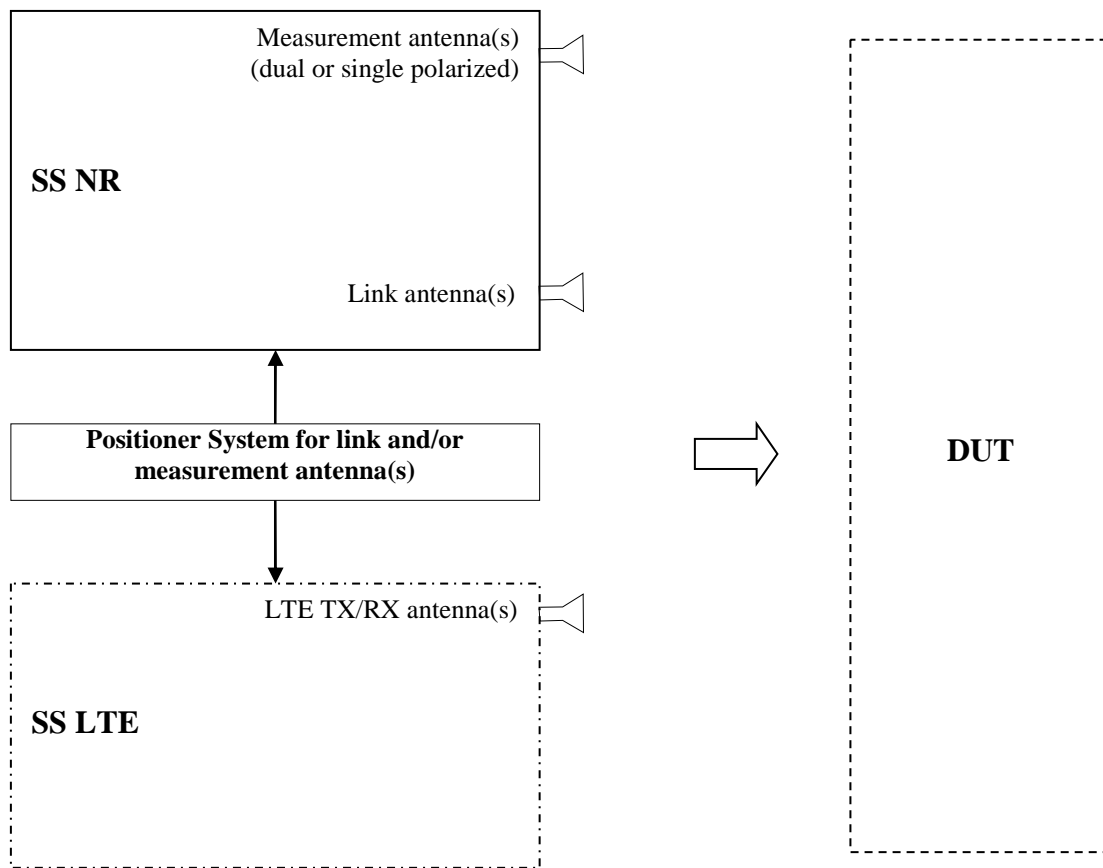 Measurement antenna(s)
(dual or single polarized)
SS NR
Link antenna(s)
Positioner System for link and/or
measurement antenna(s)
DUT
LTE TX/RX antenna(s)
SS LTE